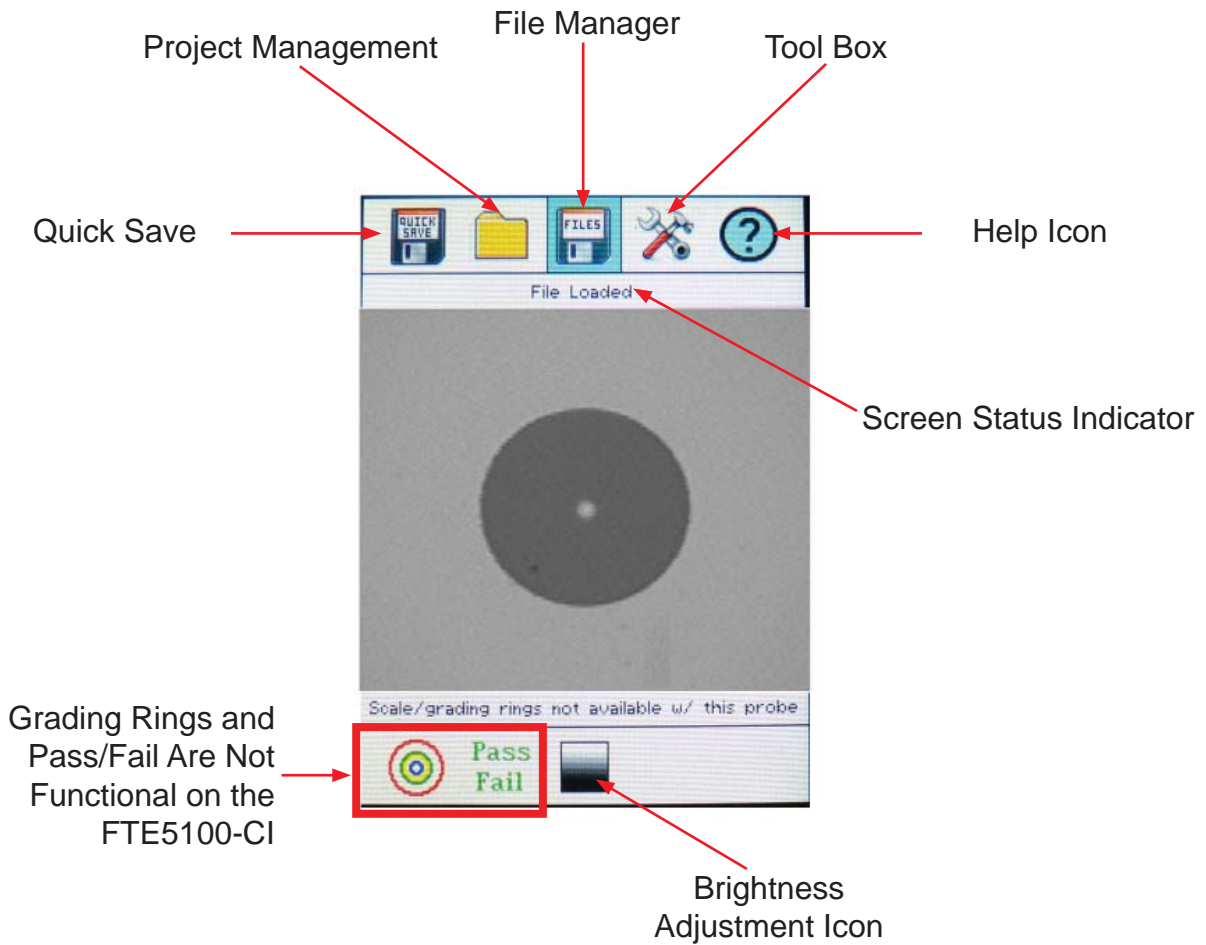 File Manager
Project Management
Tool Box
Quick Save
QUICK
SAVE
FILES
?
Help Icon
File Loaded
Screen Status Indicator
Scale/grading rings not available w/ this probe
Grading Rings and
Pass/Fail Are Not
Functional on the
FTE5100-CI
Pass
Fail
Brightness
Adjustment Icon